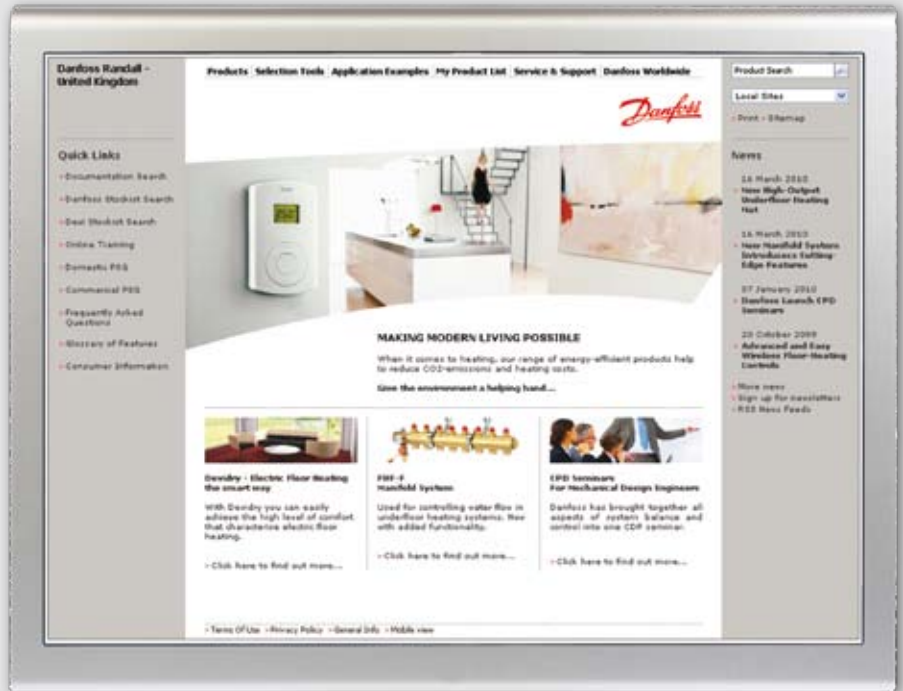 Danfoss Randall –
United Kingdom
Products Selection Tools Application Examples My Product List Service & Support Danfoss Worldwide
Product Search
Local Sites
Print Sitemap
Danfoss
Quick Links
Documentation Search
Danfoss Stockist Search
Devi Stockist Search
Online Training
Domestic PSG
Commercial PSG
Frequently Asked
Questions
Glossary of Features
Consumer Information
MAKING MODERN LIVING POSSIBLE
When it comes to heating, our range of energy-efficient products help
to reduce CO2-emissions and heating costs.
Give the environment a helping hand...
Devidry - Electric Floor Heating
the smart way
With Devidry you can easily
achieve the high level of comfort
that characterise electric floor
heating.
Click here to find out more...
FHF-F
Manifold System
Used for controlling water flow in
underfloor heating systems. Now
with added functionality.
Click here to find out more...
CPD Seminars
For Mechanical Design Engineers
Danfoss has brought together all
aspects of system balance and
control into one CDP seminar.
Click here to find out more...
News
16 March 2010
New High-Output
Underfloor Heating
Mat
16 March 2010
New Manifold System
Introduces Cutting-
Edge Features
07 January 2010
Danfoss Launch CPD
Seminars
20 October 2009
Advanced and Easy
Wireless Floor-Heating
Controls
More news
Sign up for newsletters
RSS News Feeds
Terms Of Use Privacy Policy General Info Mobile view